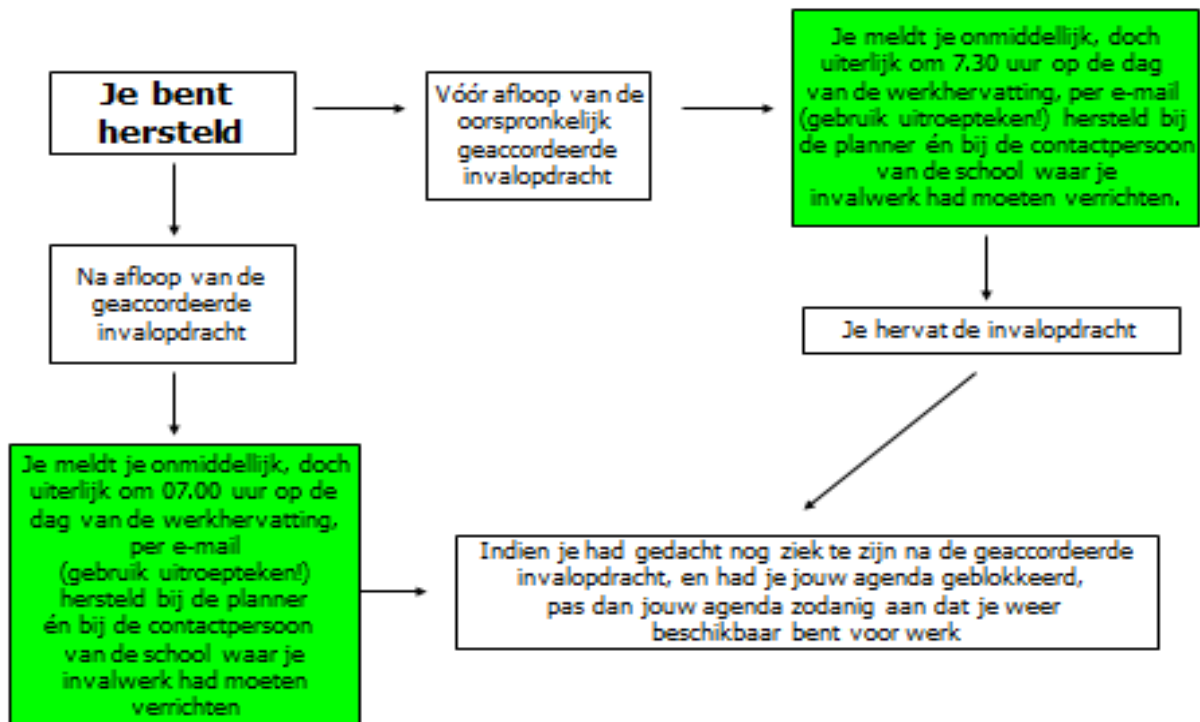 Je bent
hersteld
Vóór afloop van de
oorspronkelijk
geaccordeerde
invalopdracht
Je meldt je onmiddellijk, doch
uiterlijk om 7.30 uur op de dag
van de werkhervatting, per e-mail
(gebruik uitroepteken!) hersteld bij
de planner én bij de contactpersoon
van de school waar je
invalwerk had moeten verrichten.
Na afloop van de
geaccordeerde
invalopdracht
Je hervat de invalopdracht
Je meldt je onmiddellijk, doch
uiterlijk om 07.00 uur op de
dag van de werkhervatting,
per e-mail
(gebruik uitroepteken!)
hersteld bij de planner
én bij de contactpersoon
van de school waar je
invalwerk had moeten
verrichten
Indien je had gedacht nog ziek te zijn na de geaccordeerde
invalopdracht, en had je jouw agenda geblokkeerd,
pas dan jouw agenda zodanig aan dat je weer
beschikbaar bent voor werk